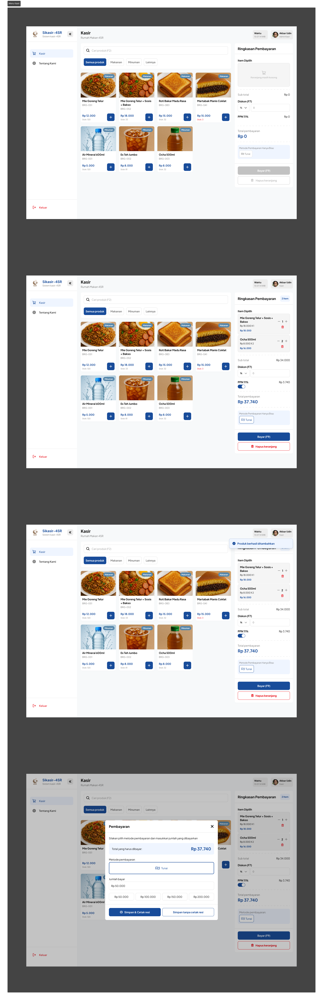 Menu Kasir
Sikasir-4SR
Sistem kasir-4SR
4SR
Kasir
Tentang Kami
Keluar
Kasir
Rumah Makan 4SR
Waktu
15:07:14 WIB
Akbar Udin
Admin Kasir
Cari produk (F2)
Semua produk
Makanan
Minuman
Lainnya
Makanan
Mie Goreng Telur
BRG-0S1
Rp 12.000
Stok: 120
Makanan
Mie Goreng Telur + Sosis
+ Bakso
BRG-0S2
Rp 18.000
Stok: 33
Makanan
Roti Bakar Madu Rasa
BRG-0B3
Rp 15.000
Stok: 32
Makanan
Martabak Manis Coklat
BRG-0A1
Rp 15.000
Stok: 3
Minuman
Air Mineral 600ml
BRG-001
Rp 5.000
Stok: 120
Minuman
Es Teh Jumbo
BRG-002
Rp 8.000
Stok: 81
Minuman
Ocha 500ml
BRG-003
Rp 8.000
Stok: 32
Ringkasan Pembayaran
Item Dipilih
Keranjang masih kosong
Sub total Rp 0
Diskon (F7)
% 0
PPN 11% Rp 0
Total pembayaran
Rp 0
Metode Pembayaran Hanya Bisa:
Tunai
Bayar (F9)
Hapus keranjang
Sikasir-4SR
Sistem kasir-4SR
4SR
Kasir
Tentang Kami
Keluar
Kasir
Rumah Makan 4SR
Waktu
15:07:14 WIB
Akbar Udin
Kasir
Cari produk (F2)
Semua produk
Makanan
Minuman
Lainnya
Makanan
Mie Goreng Telur
BRG-0S1
Rp 12.000
Stok: 120
Makanan
Mie Goreng Telur + Sosis
+ Bakso
BRG-0S2
Rp 18.000
Stok: 33
Makanan
Roti Bakar Madu Rasa
BRG-0B3
Rp 15.000
Stok: 32
Makanan
Martabak Manis Coklat
BRG-0A1
Rp 15.000
Stok: 3
Minuman
Air Mineral 600ml
BRG-001
Rp 5.000
Stok: 120
Minuman
Es Teh Jumbo
BRG-002
Rp 8.000
Stok: 81
Minuman
Ocha 500ml
BRG-003
Rp 8.000
Stok: 32
Ringkasan Pembayaran
2 Item
Item Dipilih
Mie Goreng Telur + Sosis +
Bakso
Rp 18.000 X 1
Rp 18.000
1
Ocha 500ml
Rp 8.000 X 2
Rp 16.000
2
Sub total Rp 34.000
Diskon (F7)
% 0
PPN 11% Rp 3.740
Total pembayaran
Rp 37.740
Metode Pembayaran Hanya Bisa:
Tunai
Bayar (F9)
Hapus keranjang
Sikasir-4SR
Sistem kasir-4SR
4SR
Kasir
Tentang Kami
Keluar
Kasir
Rumah Makan 4SR
Waktu
15:07:14 WIB
Akbar Udin
Kasir
Produk berhasil ditambahkan
Cari produk (F2)
Semua produk
Makanan
Minuman
Lainnya
Makanan
Mie Goreng Telur
BRG-0S1
Rp 12.000
Stok: 120
Makanan
Mie Goreng Telur + Sosis
+ Bakso
BRG-0S2
Rp 18.000
Stok: 33
Makanan
Roti Bakar Madu Rasa
BRG-0B3
Rp 15.000
Stok: 32
Makanan
Martabak Manis Coklat
BRG-0A1
Rp 15.000
Stok: 3
Minuman
Air Mineral 600ml
BRG-001
Rp 5.000
Stok: 120
Minuman
Es Teh Jumbo
BRG-002
Rp 8.000
Stok: 81
Minuman
Ocha 500ml
BRG-003
Rp 8.000
Stok: 32
Ringkasan Pembayaran
Item Dipilih
Mie Goreng Telur + Sosis +
Bakso
Rp 18.000 X 1
Rp 18.000
1
Ocha 500ml
Rp 8.000 X 2
Rp 16.000
2
Sub total Rp 34.000
Diskon (F7)
% 0
PPN 11% Rp 3.740
Total pembayaran
Rp 37.740
Metode Pembayaran Hanya Bisa:
Tunai
Bayar (F9)
Hapus keranjang
Sikasir-4SR
Sistem kasir-4SR
4SR
Kasir
Tentang Kami
Keluar
Kasir
Rumah Makan 4SR
Waktu
15:07:14 WIB
Akbar Udin
Kasir
Cari produk (F2)
Semua produk
Makanan
Minuman
Lainnya
Mie Goreng Telur
BRG-0S1
Rp 12.000
Stok: 120
Makanan
Coklat
Air Mineral 600ml
BRG-001
Rp 5.000
Stok: 120
Pembayaran
Silakan pilih metode pembayaran dan masukkan jumlah yang dibayarkan
Total yang harus dibayar: Rp 37.740
Metode pembayaran
Tunai
Jumlah bayar
Rp 50.000
Rp 50.000
Rp 100.000
Rp 150.000
Rp 200.000
Simpan & Cetak resi
Simpan tanpa cetak resi
Ringkasan Pembayaran
2 Item
Item Dipilih
Mie Goreng Telur + Sosis +
Bakso
Rp 18.000 X 1
Rp 18.000
1
Ocha 500ml
Rp 8.000 X 2
Rp 16.000
2
Sub total Rp 34.000
Diskon (F7)
% 0
PPN 11% Rp 3.740
Total pembayaran
Rp 37.740
Metode pembayaran:
Tunai
Bayar (F9)
Hapus keranjang